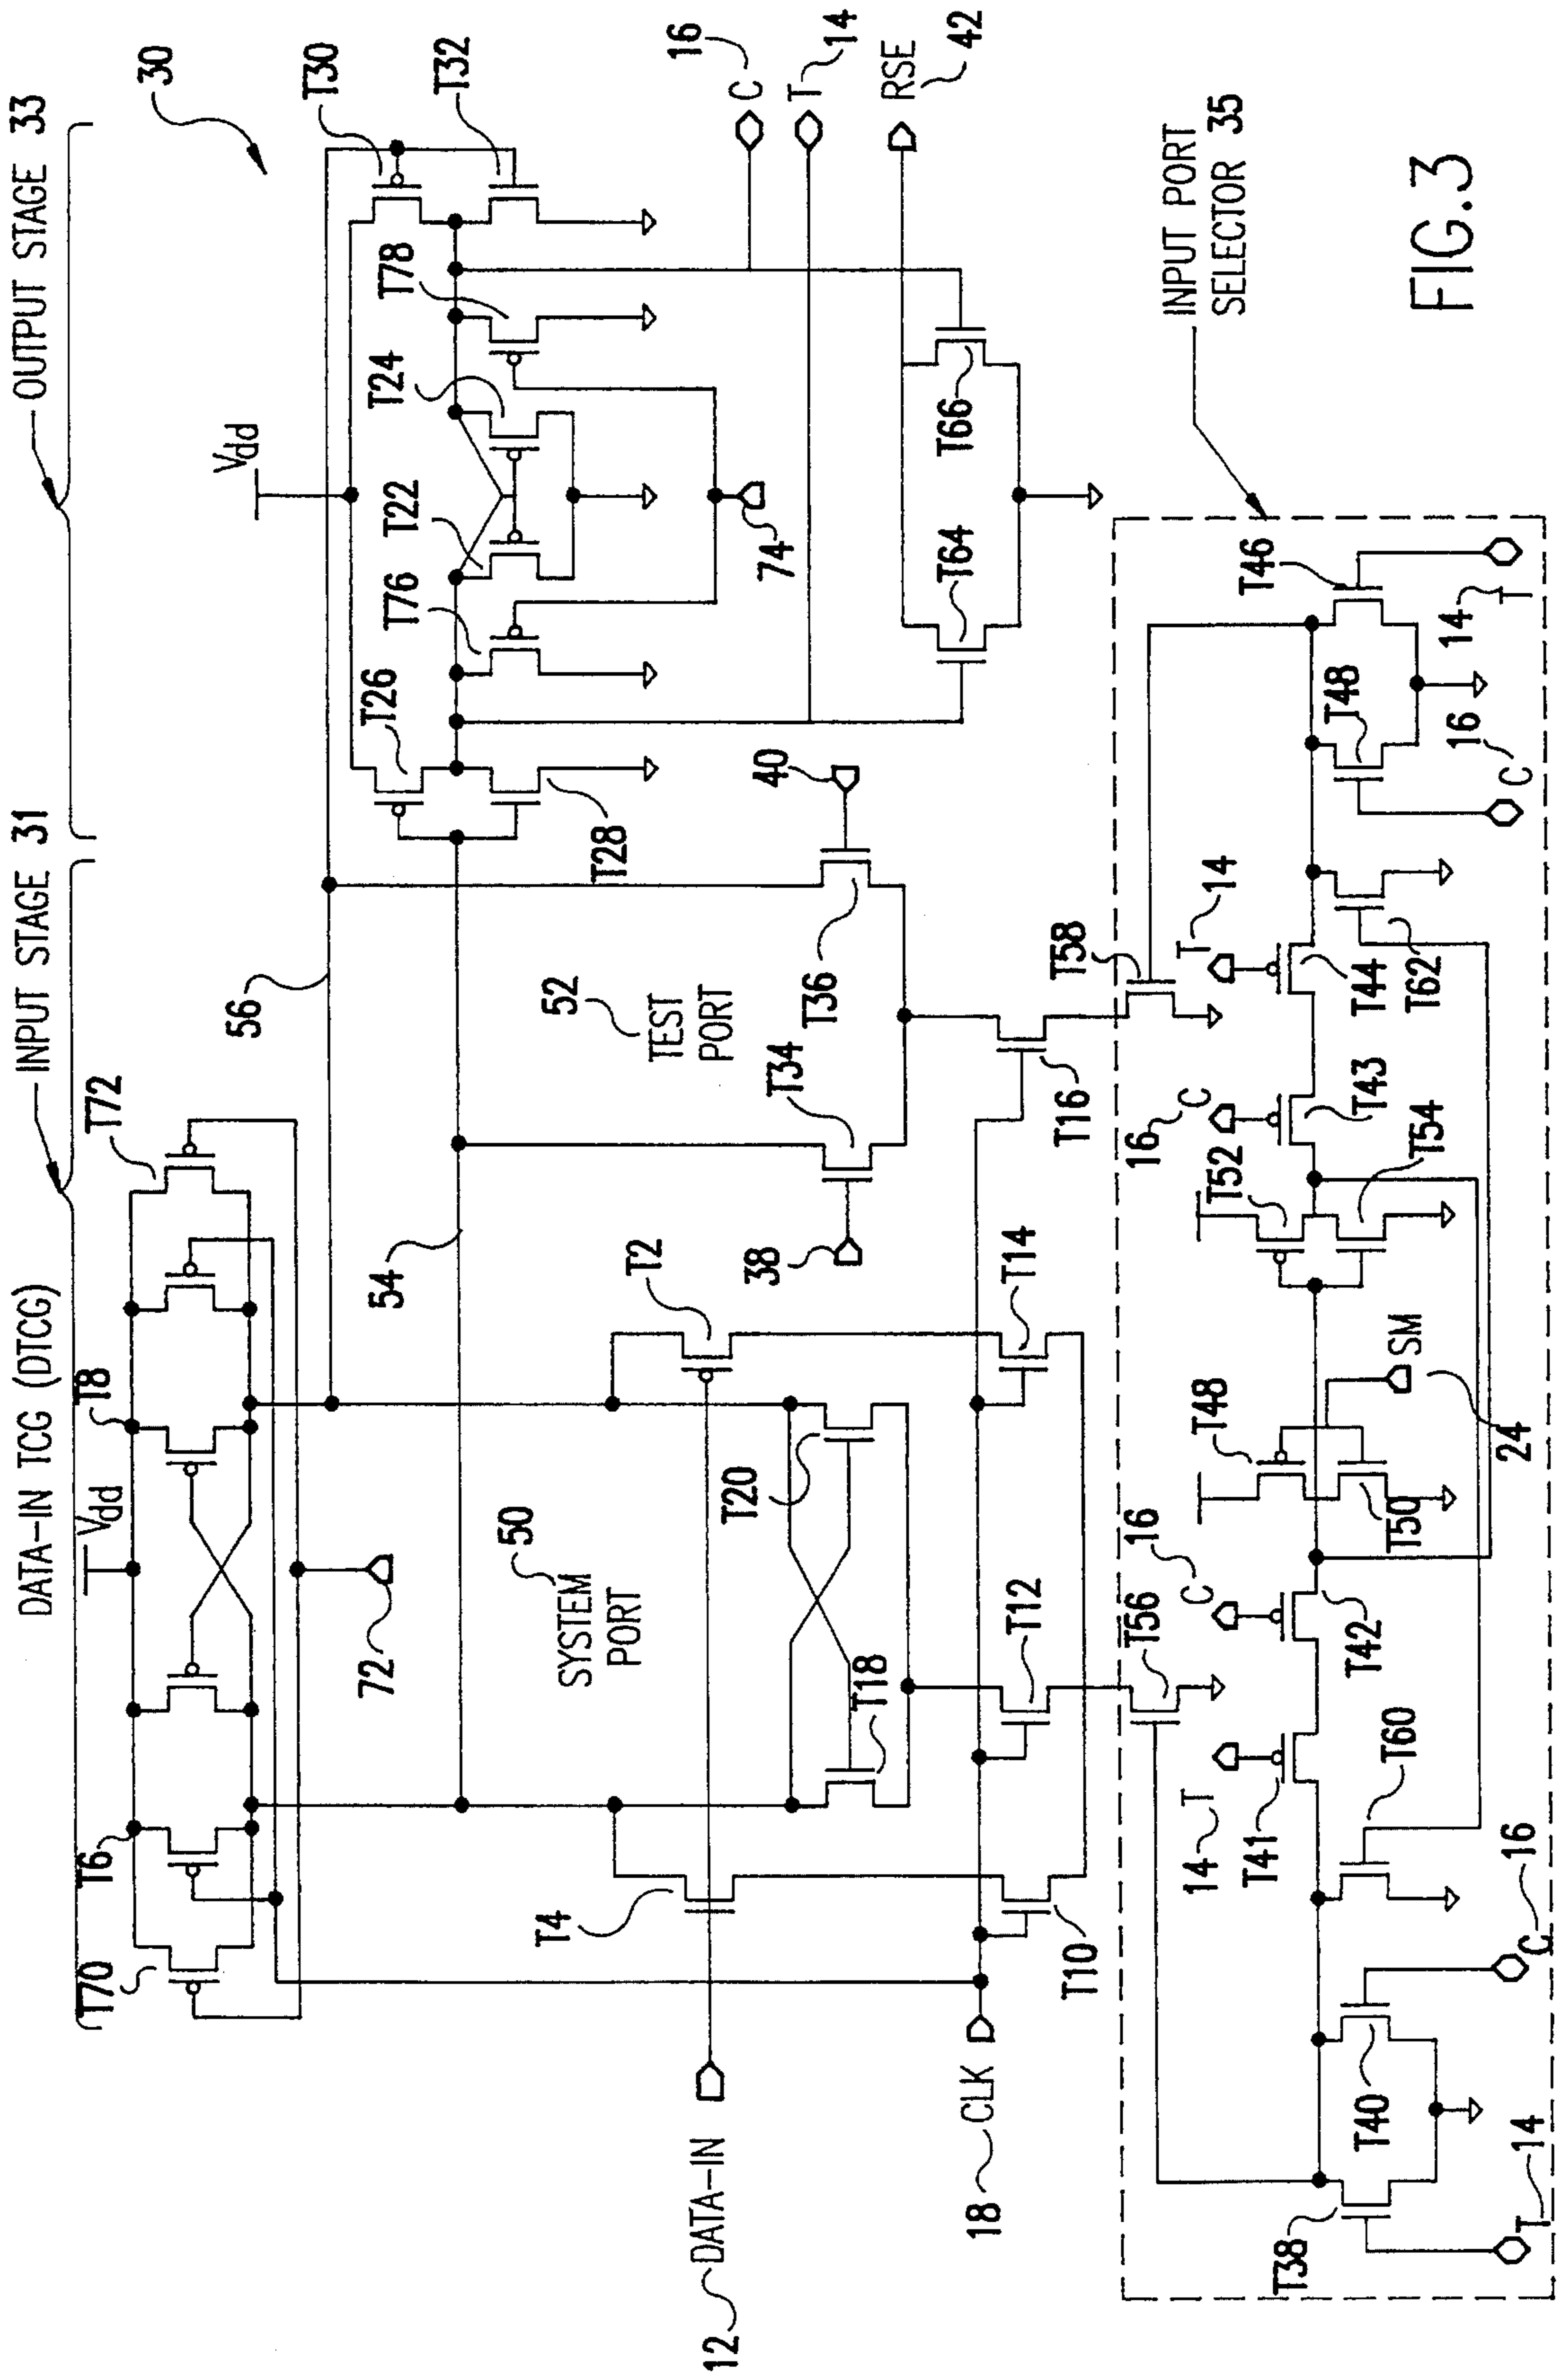 DATA-IN TCG (DTCG)
INPUT STAGE 31
OUTPUT STAGE 33
30
Vdd
T70
T6
T8
T72
72
56
54
Vdd
T30
T32
T26
T28
T76
T22
T24
T78
74
C
16
T
14
RSE
42
T64
T66
12
DATA-IN
18
CLK
SYSTEM
PORT
50
T4
T2
T18
T20
T10
T12
T14
TEST
PORT
52
38
T34
T36
40
T16
INPUT PORT
SELECTOR 35
T56
T58
14
T
T41
C
16
T42
T48
T50
SM
24
T52
T54
16
C
T43
T
14
T44
T62
T46
T48
16
C
14
T
T38
T40
T60
T
14
C
16
FIG.3